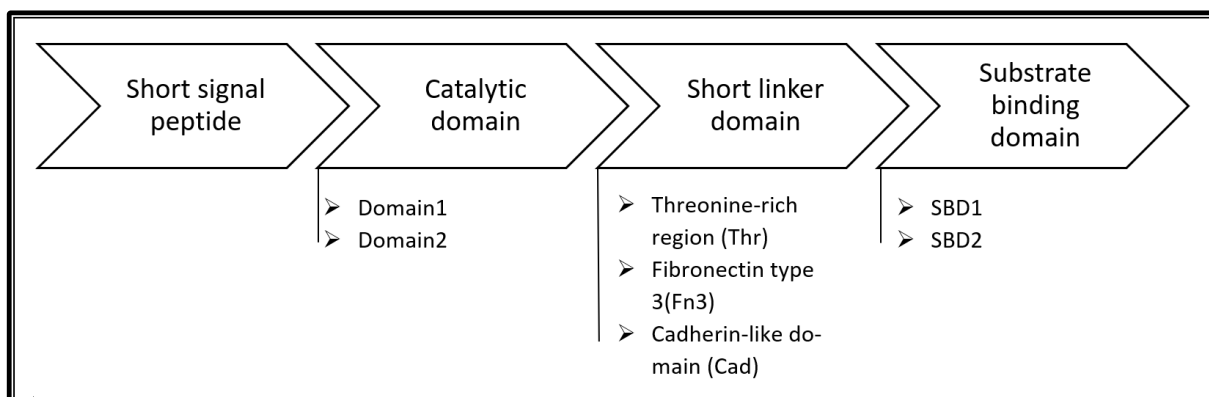 Short signal
peptide
Catalytic
domain
Short linker
domain
Substrate
binding
domain
➢ Domain1
➢ Domain2
➢ Threonine-rich
region (Thr)
➢ Fibronectin type
3(Fn3)
➢ Cadherin-like do-
main (Cad)
➢ SBD1
➢ SBD2